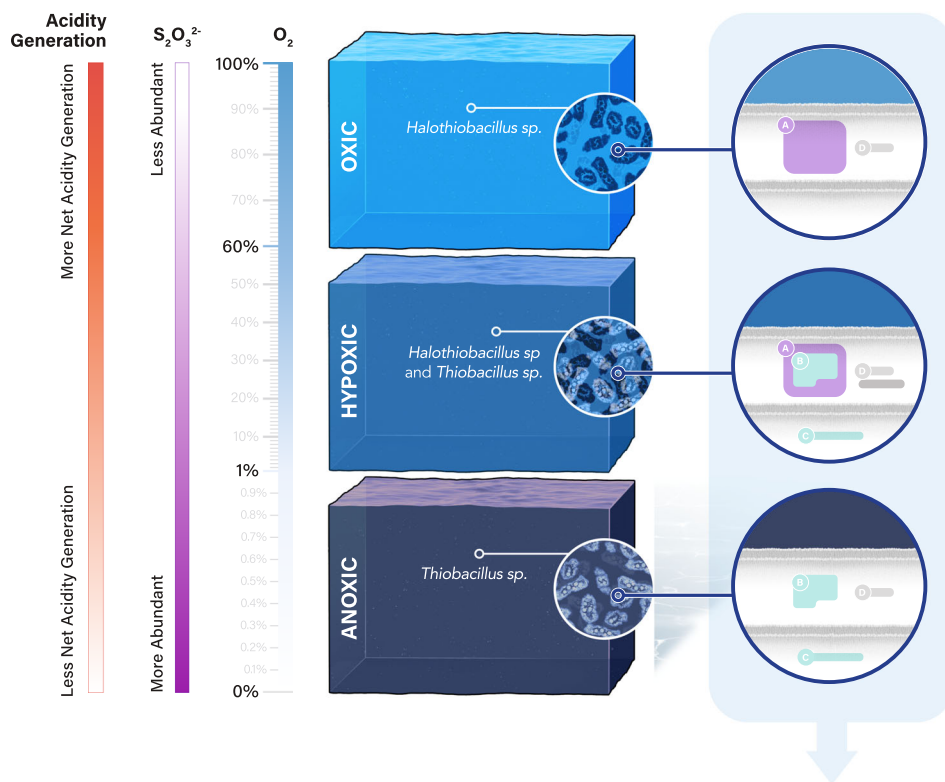 Acidity
Generation
S₂O₃²⁻
O₂
More Net Acidity Generation
Less Net Acidity Generation
Less Abundant
More Abundant
100%
90%
80%
70%
60%
50%
40%
30%
20%
10%
1%
0.9%
0.8%
0.7%
0.6%
0.5%
0.4%
0.3%
0.2%
0.1%
0%
OXIC
Halothiobacillus sp.
A
D
HYPOXIC
Halothiobacillus sp
and Thiobacillus sp.
A
B
D
C
ANOXIC
Thiobacillus sp.
B
D
C